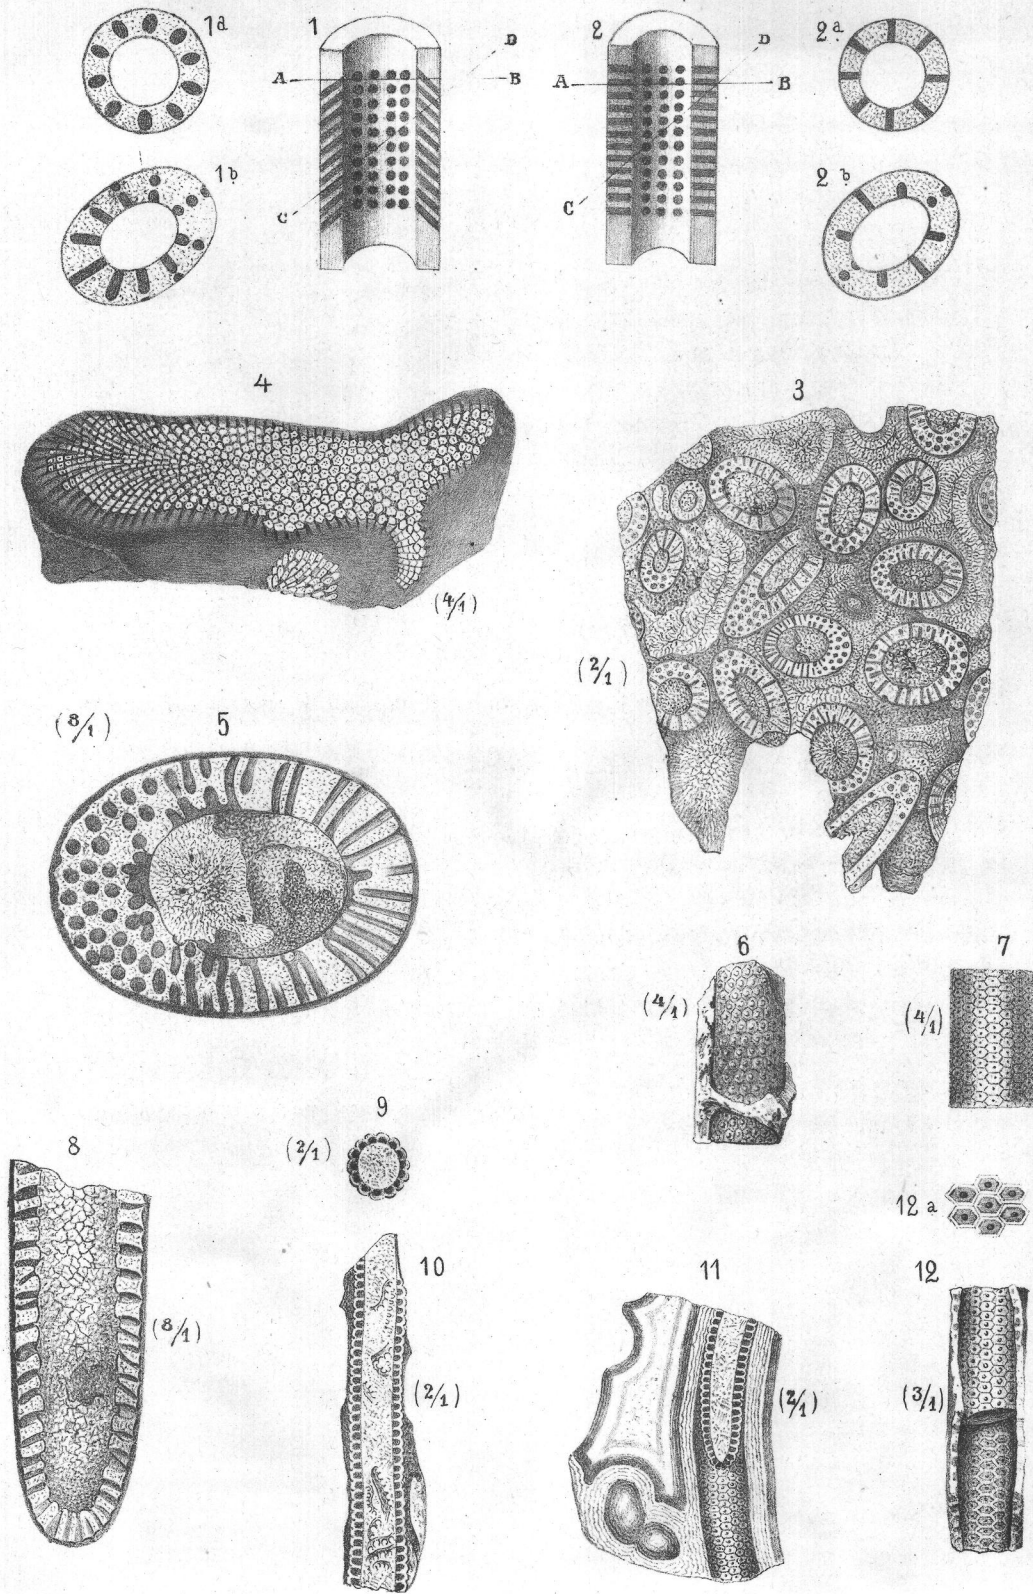 1a 1 D 2 D 2a
A B A B
1b C C 2b
4 3
(4/1)
(2/1)
(8/1) 5
6 7
(4/1) (4/1)
9
8 (2/1)
12 a
10 11 12
(8/1)
(2/1) (2/1) (3/1)